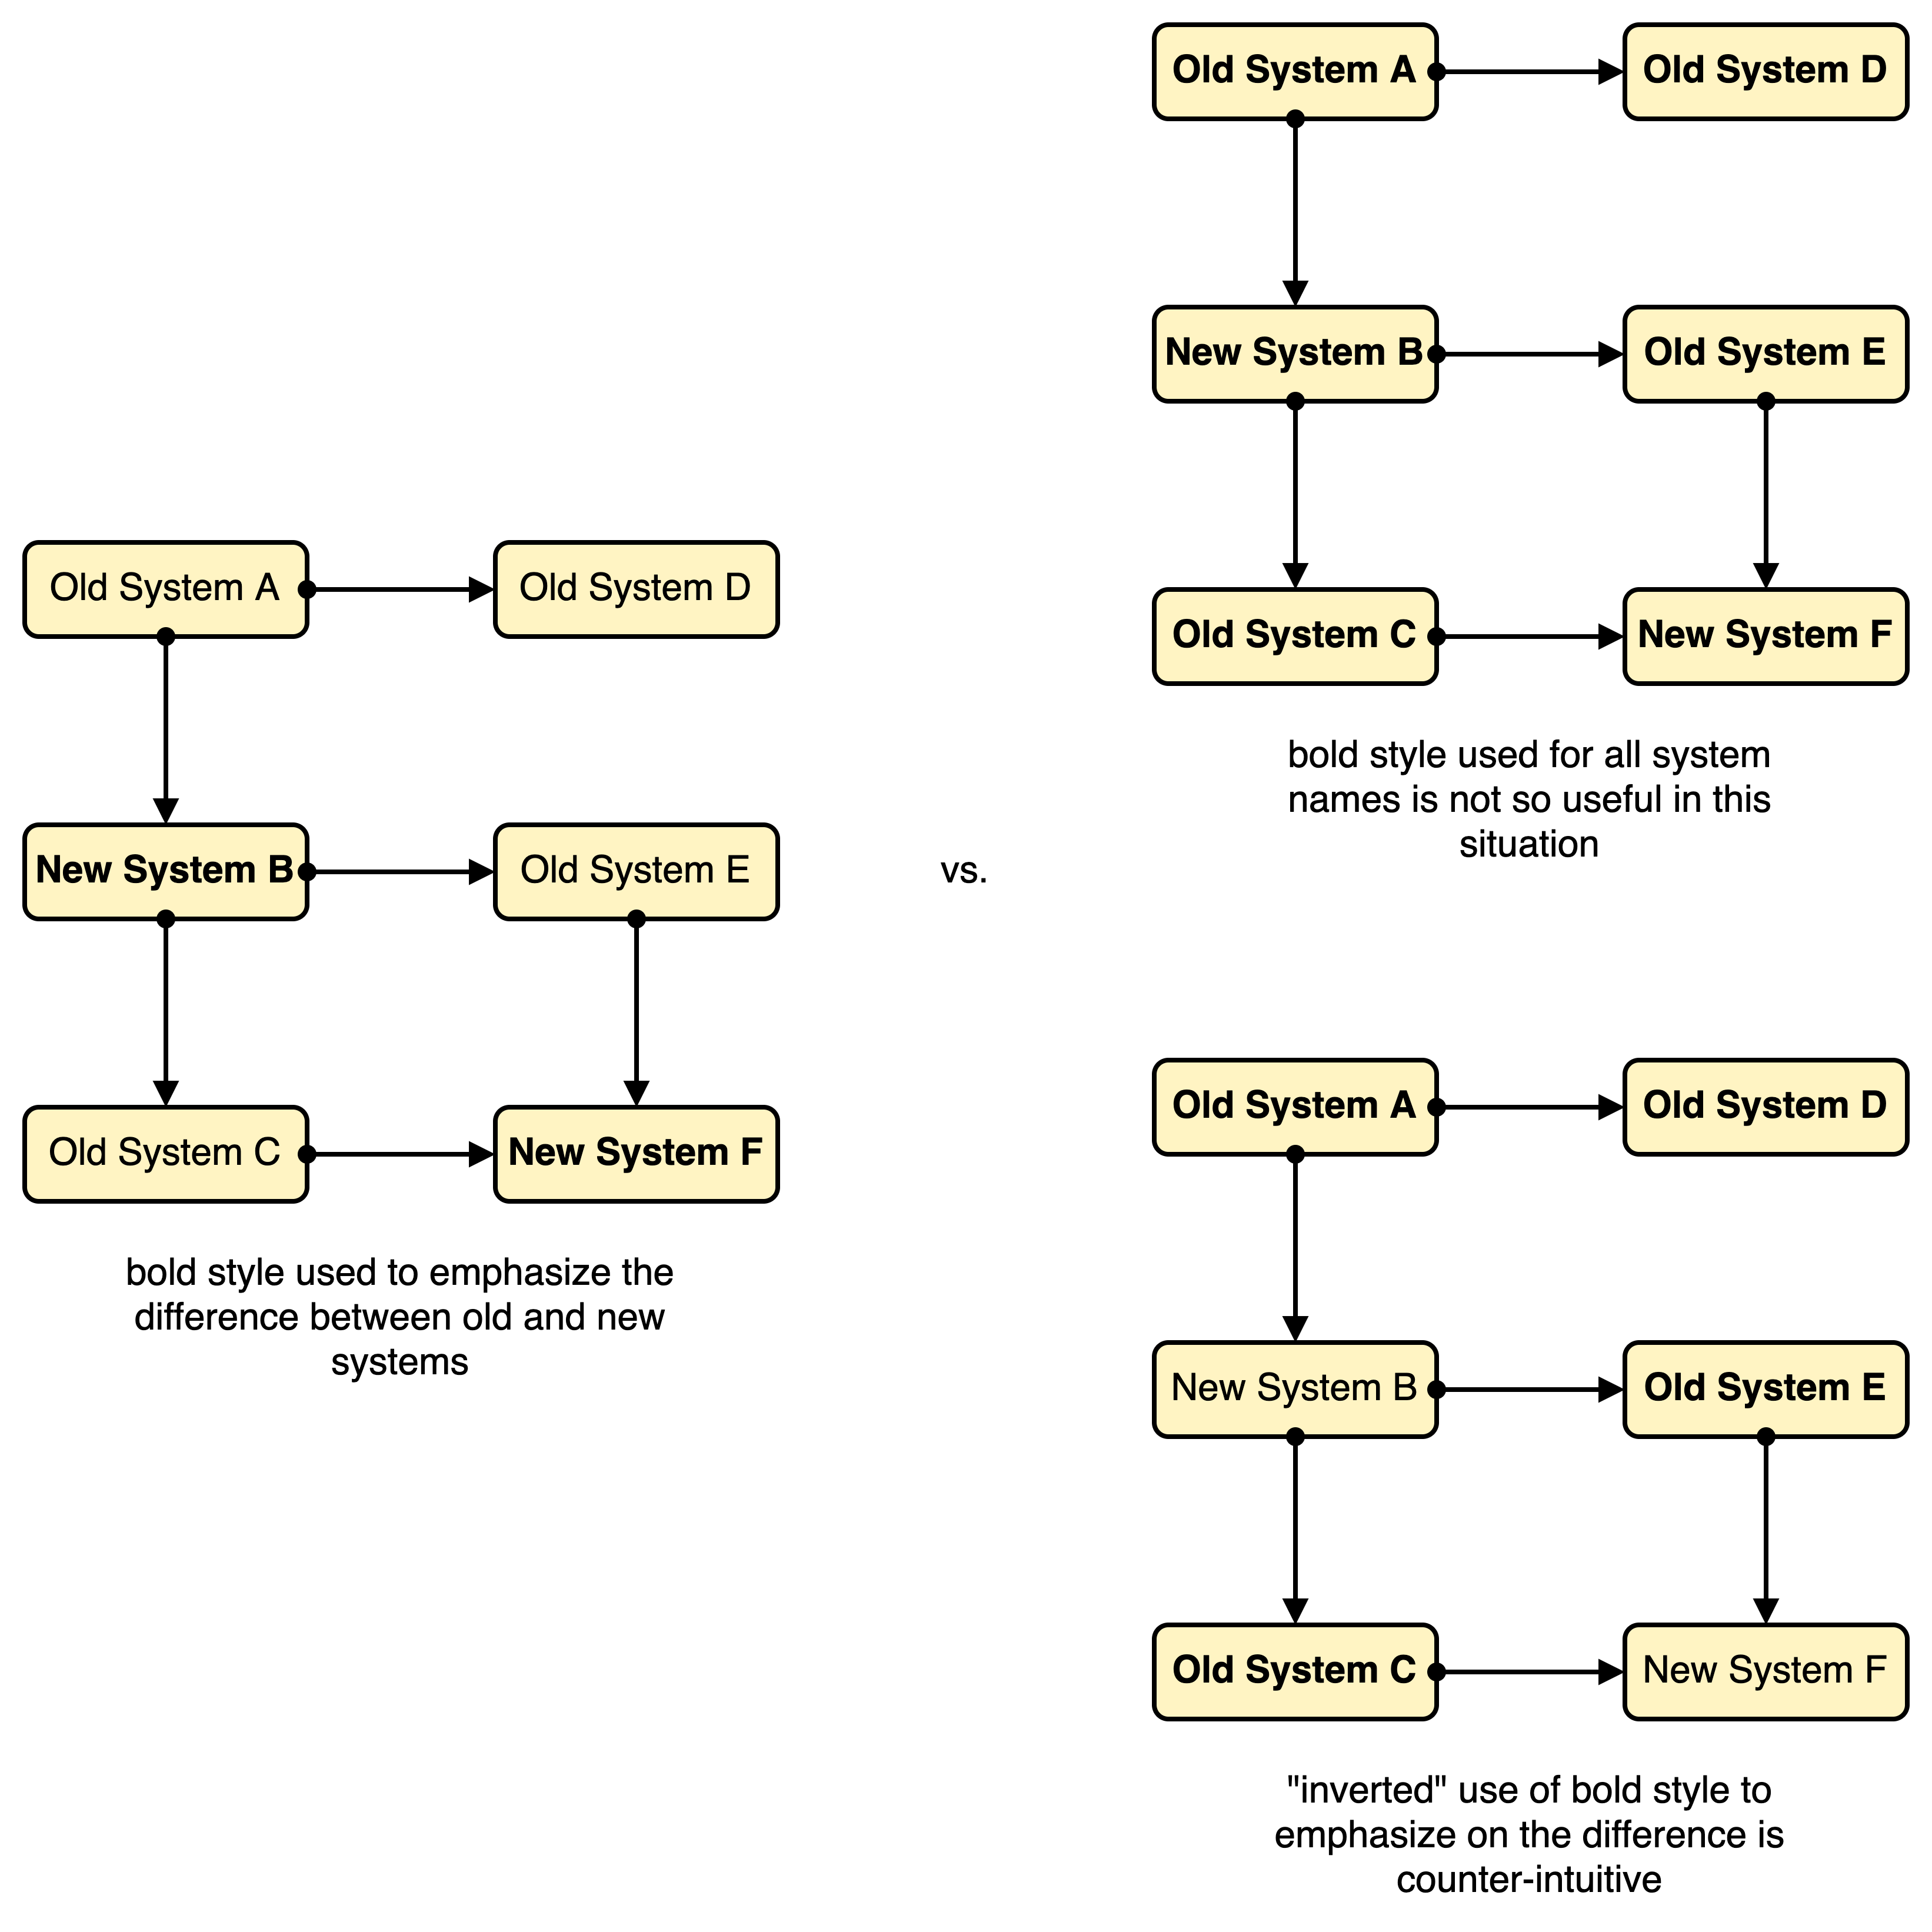 Old System A
Old System D
New System B
Old System E
Old System C
New System F
bold style used to emphasize the
difference between old and new
systems
vs.
Old System A
Old System D
New System B
Old System E
Old System C
New System F
bold style used for all system
names is not so useful in this
situation
Old System A
Old System D
New System B
Old System E
Old System C
New System F
"inverted" use of bold style to
emphasize on the difference is
counter-intuitive